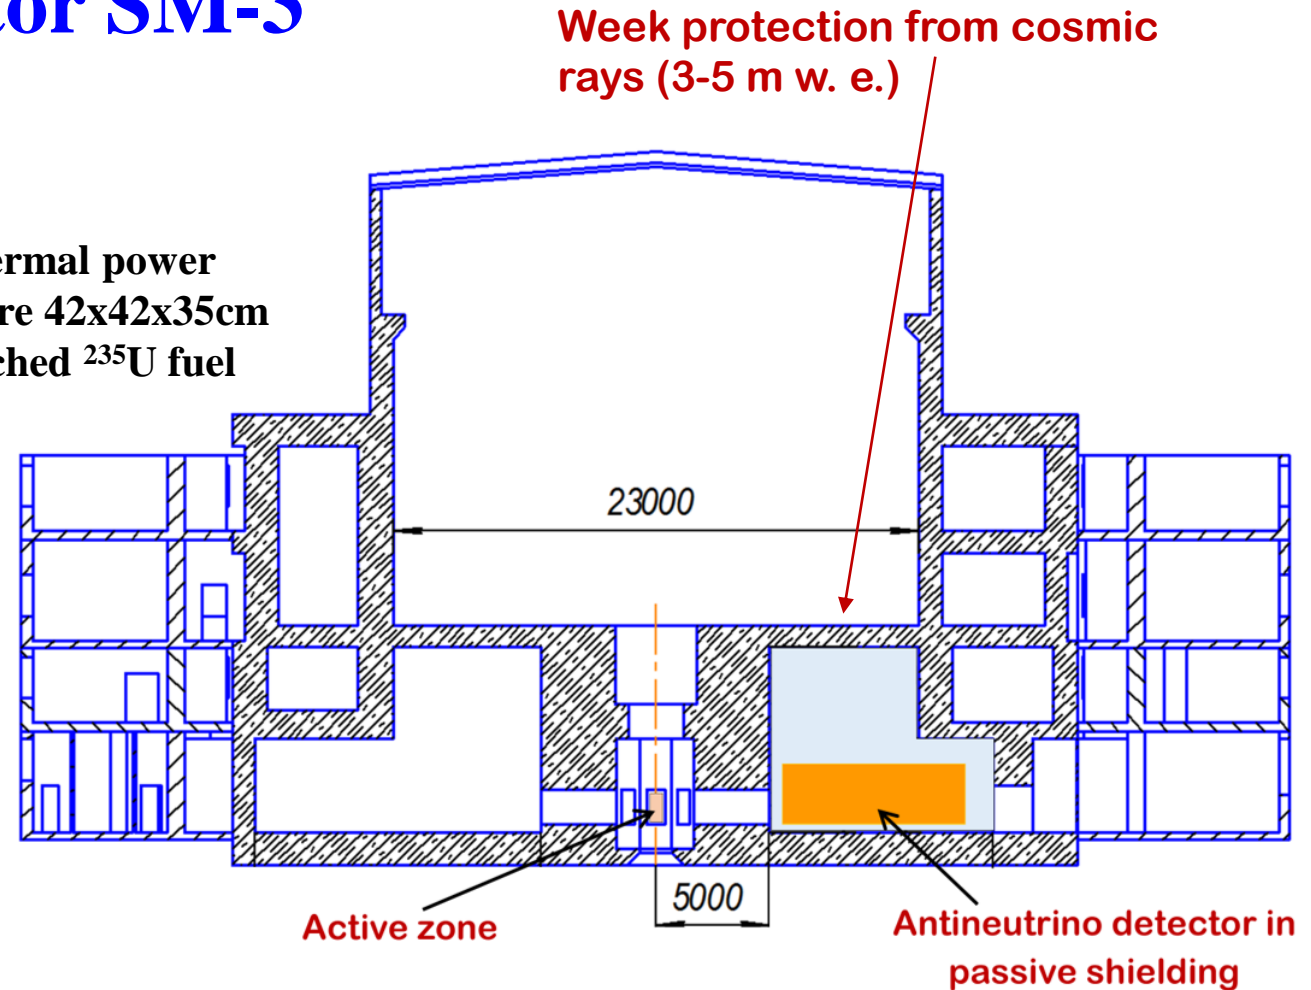 tor SM-3
Week protection from cosmic
rays (3-5 m w. e.)
ermal power
re 42x42x35cm
ched ²³⁵U fuel
23000
5000
Active zone
Antineutrino detector in
passive shielding